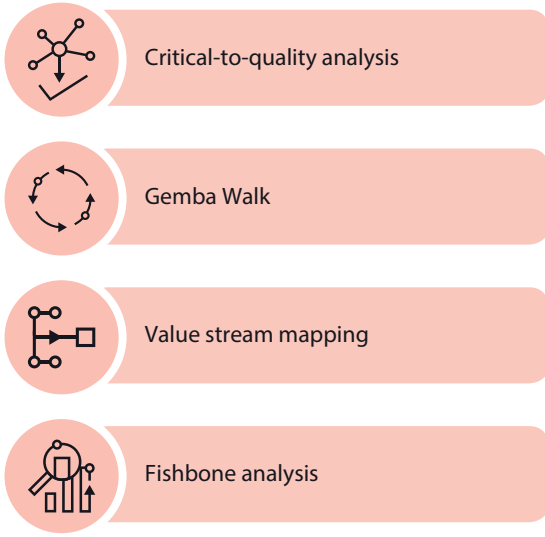 Critical-to-quality analysis
Gemba Walk
Value stream mapping
Fishbone analysis